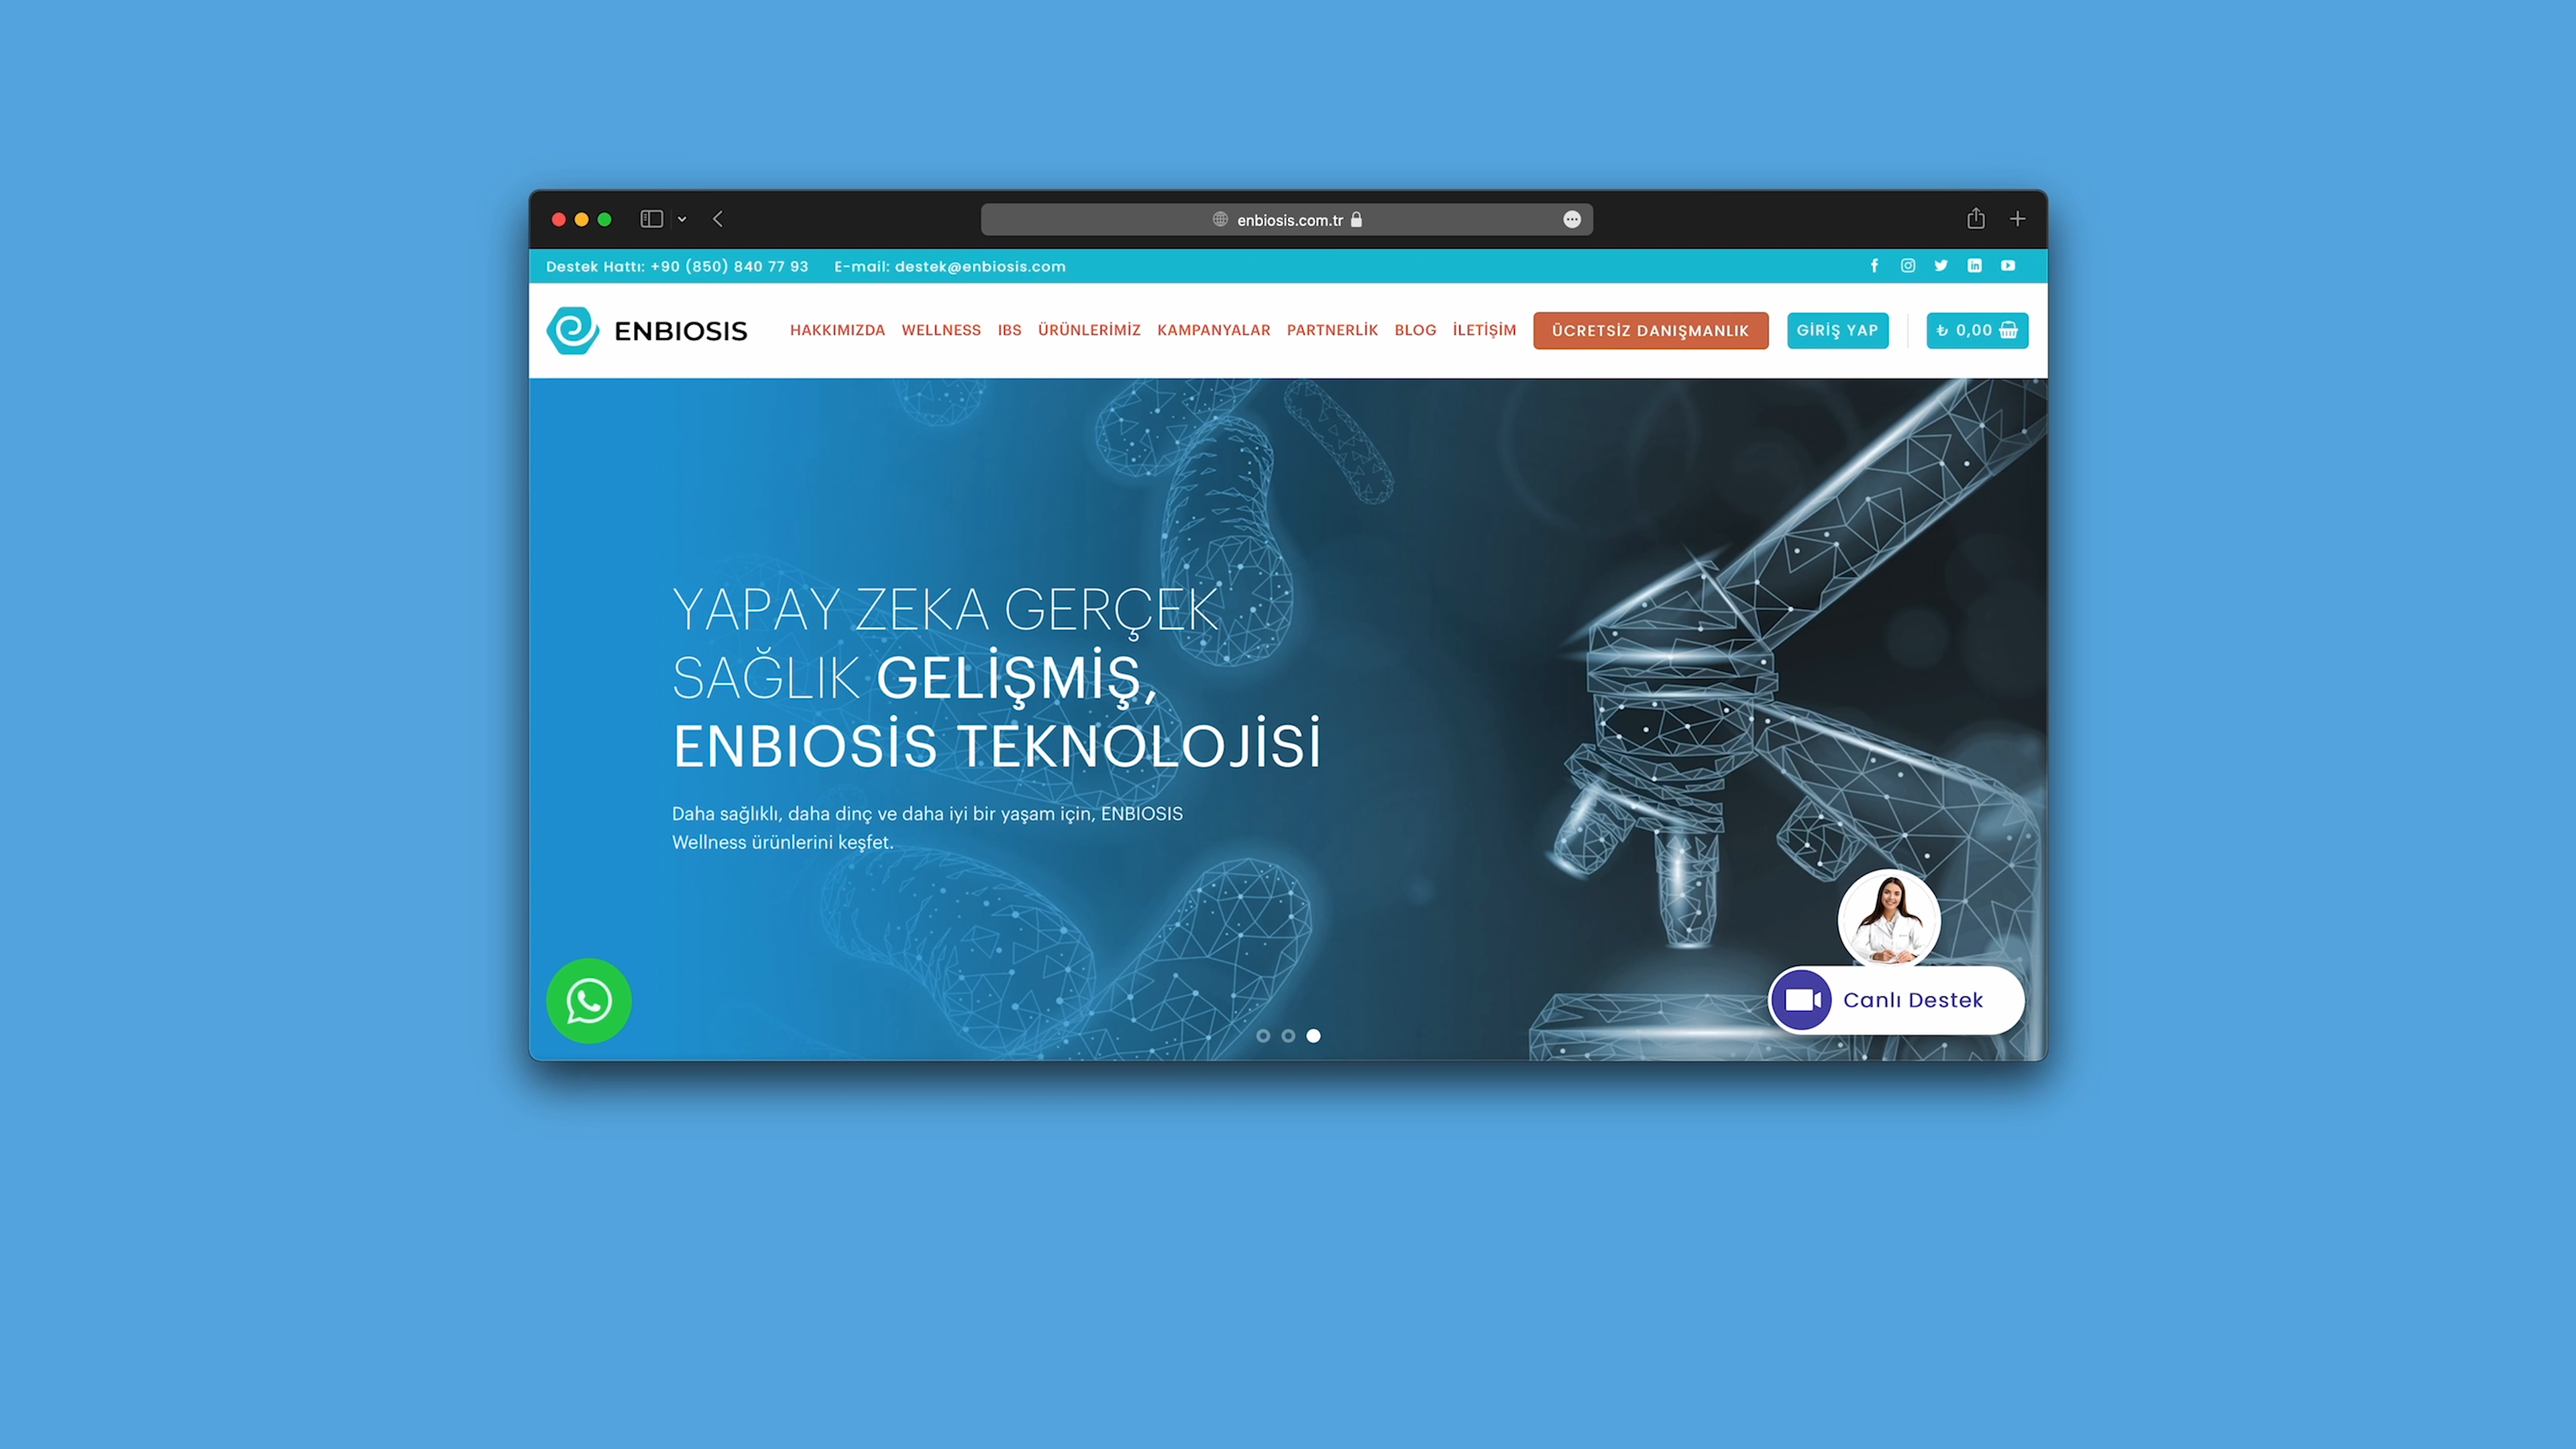 enbiosis.com.tr
Destek Hattı: +90 (850) 840 77 93 E-mail: destek@enbiosis.com
ENBIOSIS
HAKKIMIZDA WELLNESS IBS ÜRÜNLERİMİZ KAMPANYALAR PARTNERLİK BLOG İLETİŞİM ÜCRETSİZ DANIŞMANLIK GİRİŞ YAP ₺ 0,00
YAPAY ZEKA GERÇEK
SAĞLIK GELİŞMİŞ,
ENBIOSİS TEKNOLOJİSİ
Daha sağlıklı, daha dinç ve daha iyi bir yaşam için, ENBIOSIS
Wellness ürünlerini keşfet.
Canlı Destek